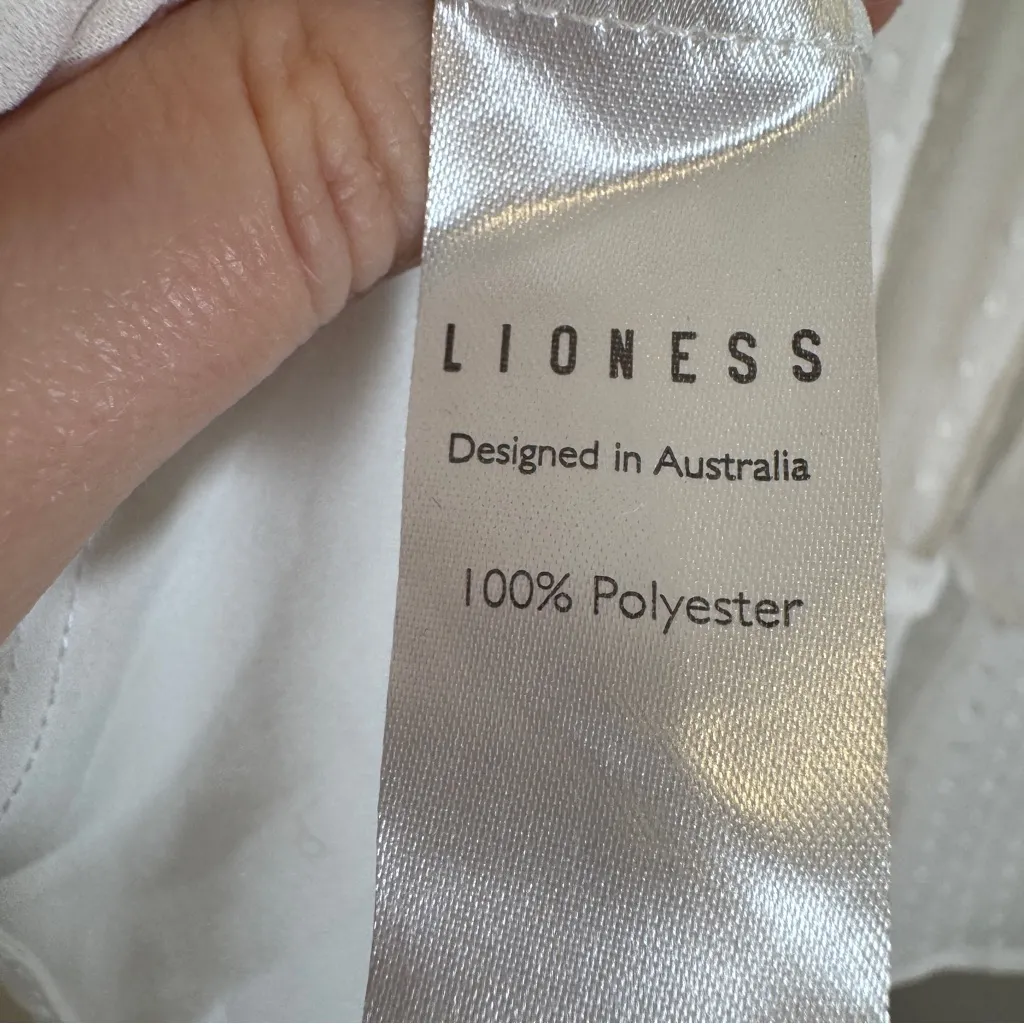 LIONESS
Designed in Australia
100% Polyester